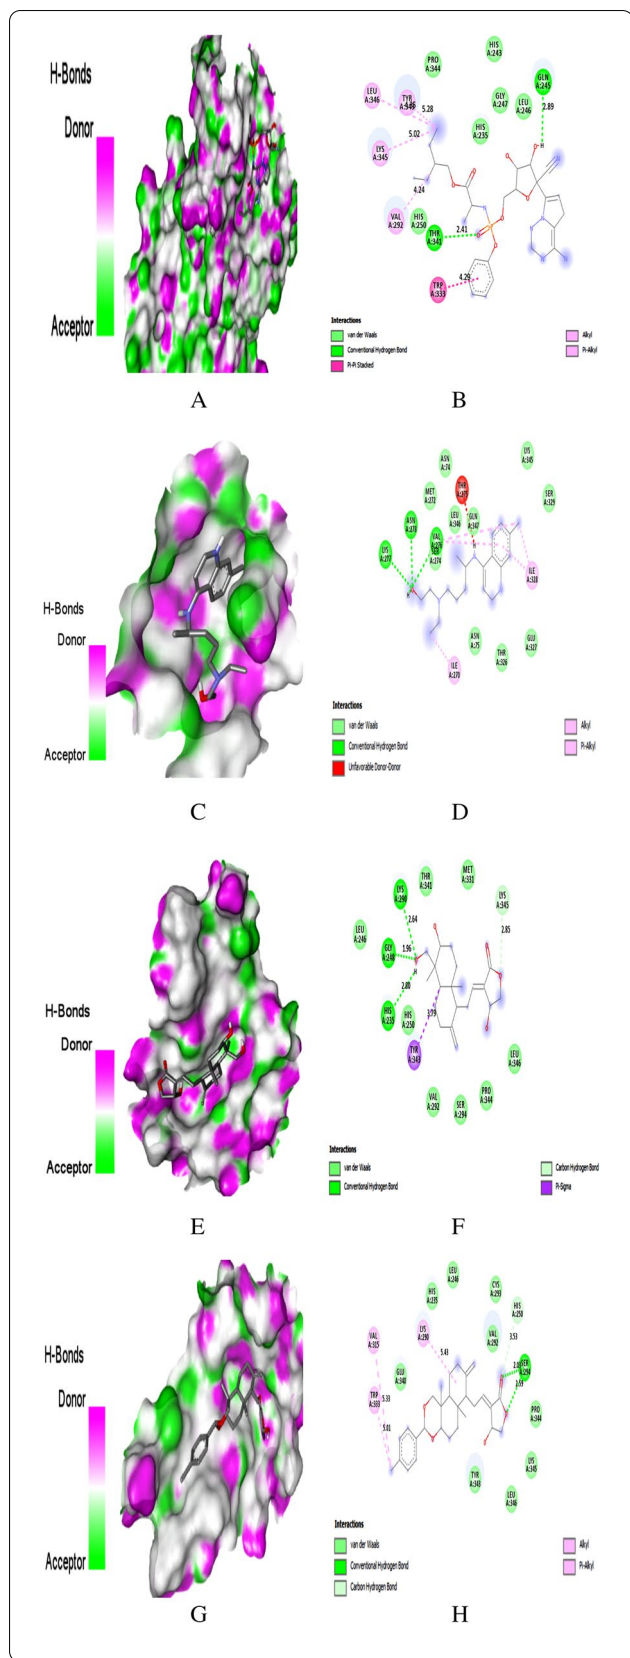 H-Bonds
Donor
Acceptor
A
HIS
A:243
PRO
A:344
GLN
A:245
LEU
A:346
TYR
GLY
A:247
LEU
A:246
2.89
5.28
HIS
A:235
5.02
LYS
A:345
4.24
VAL
A:292
HIS
A:250
THR
A:341
2.41
TRP
A:333
4.29
Interactions
van der Waals
Conventional Hydrogen Bond
Pi-Pi Stacked
Alkyl
Pi-Alkyl
B
H-Bonds
Donor
Acceptor
C
ASN
A:74
LYS
A:345
THR
MET
A:272
SER
A:329
LEU
A:346
GLN
A:347
ASN
VAL
LYS
A:277
A:274
ILE
ASN
A:75
THR
A:326
GLU
A:327
ILE
A:270
H
Interactions
van der Waals
Conventional Hydrogen Bond
Unfavorable Donor-Donor
Alkyl
Pi-Alkyl
D
H-Bonds
Donor
Acceptor
E
LYS
A:290
THR
A:341
MET
A:331
LYS
A:345
2.64
2.85
LEU
A:246
1.96
GLY
A:248
H
2.80
HIS
A:235
HIS
A:250
TYR
A:343
LEU
A:346
VAL
A:292
SER
A:294
PRO
A:344
Interactions
van der Waals
Conventional Hydrogen Bond
Carbon Hydrogen Bond
Pi-Sigma
F
H-Bonds
Donor
Acceptor
G
LEU
A:246
HIS
A:235
CYS
A:293
HIS
A:250
VAL
A:315
LYS
A:290
VAL
A:292
3.53
5.43
SER
A:294
TRP
A:333
5.33
5.01
PRO
A:344
LYS
A:345
TYR
A:343
LEU
A:346
Interactions
van der Waals
Conventional Hydrogen Bond
Carbon Hydrogen Bond
Alkyl
Pi-Alkyl
H